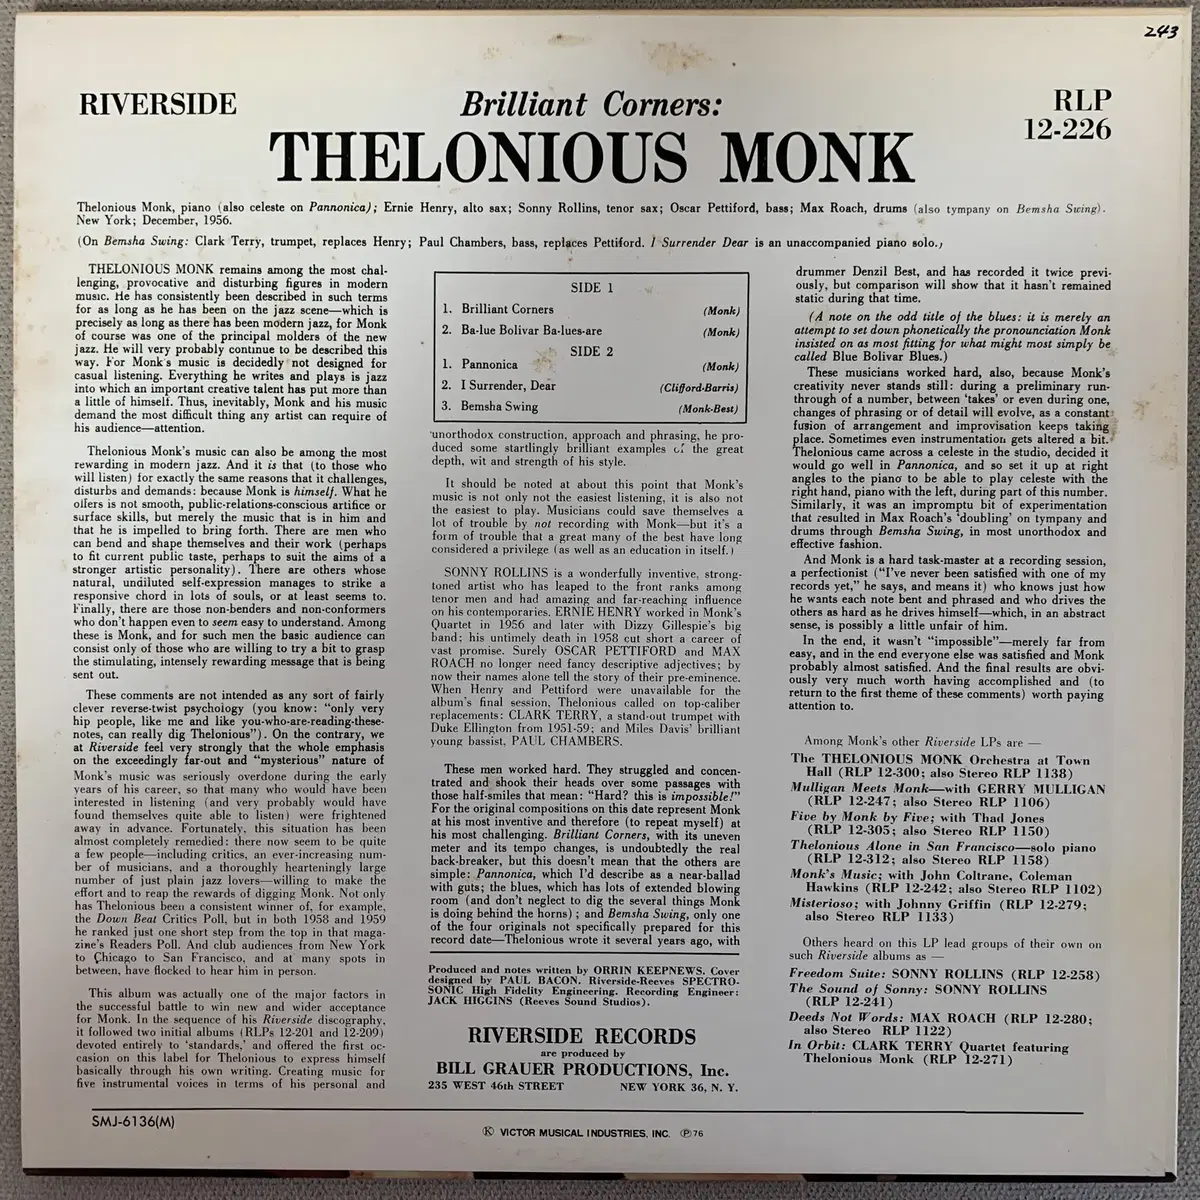 243
RIVERSIDE
Brilliant Corners:
THELONIOUS MONK
RLP
12-226
Thelonious Monk, piano (also celeste on Pannonica); Ernie Henry, alto sax; Sonny Rollins, tenor sax; Oscar Pettiford, bass; Max Roach, drums (also tympany on Bemsha Swing).
New York; December, 1956.
(On Bemsha Swing: Clark Terry, trumpet, replaces Henry; Paul Chambers, bass, replaces Pettiford. I Surrender Dear is an unaccompanied piano solo.)
THELONIOUS MONK remains among the most chal-
lenging, provocative and disturbing figures in modern
music. He has consistently been described in such terms
for as long as he has been on the jazz scene—which is
precisely as long as there has been modern jazz, for Monk
of course was one of the principal molders of the new
jazz. He will very probably continue to be described this
way. For Monk's music is decidedly not designed for
casual listening. Everything he writes and plays is jazz
into which an important creative talent has put more than
a little of himself. Thus, inevitably, Monk and his music
demand the most difficult thing any artist can require of
his audience—attention.
Thelonious Monk's music can also be among the most
rewarding in modern jazz. And it is that (to those who
will listen) for exactly the same reasons that it challenges,
disturbs and demands: because Monk is himself. What he
offers is not smooth, public-relations-conscious artifice or
surface skills, but merely the music that is in him and
that he is impelled to bring forth. There are men who
can bend and shape themselves and their work (perhaps
to fit current public taste, perhaps to suit the aims of a
stronger artistic personality). There are others whose
natural, undiluted self-expression manages to strike a
responsive chord in lots of souls, or at least seems to.
Finally, there are those non-benders and non-conformers
who don't happen even to seem easy to understand. Among
these is Monk, and for such men the basic audience can
consist only of those who are willing to try a bit to grasp
the stimulating, intensely rewarding message that is being
sent out.
These comments are not intended as any sort of fairly
clever reverse-twist psychology (you know: "only very
hip people, like me and like you-who-are-reading-these-
notes, can really dig Thelonious"). On the contrary, we
at Riverside feel very strongly that the whole emphasis
on the exceedingly far-out and "mysterious" nature of
Monk's music was seriously overdone during the early
years of his career, so that many who would have been
interested in listening (and very probably would have
found themselves quite able to listen) were frightened
away in advance. Fortunately, this situation has been
almost completely remedied: there now seem to be quite
a few people—including critics, an ever-increasing num-
ber of musicians, and a thoroughly hearteningly large
number of just plain jazz lovers—willing to make the
effort and to reap the rewards of digging Monk. Not only
has Thelonious been a consistent winner of, for example,
the Down Beat Critics Poll, but in both 1958 and 1959
he ranked just one short step from the top in that maga-
zine's Readers Poll. And club audiences from New York
to Chicago to San Francisco, and at many spots in
between, have flocked to hear him in person.
This album was actually one of the major factors in
the successful battle to win new and wider acceptance
for Monk. In the sequence of his Riverside discography,
it followed two initial albums (RLPs 12-201 and 12-209)
devoted entirely to 'standards,' and offered the first oc-
casion on this label for Thelonious to express himself
basically through his own writing. Creating music for
five instrumental voices in terms of his personal and
SIDE 1
1. Brilliant Corners (Monk)
2. Ba-lue Bolivar Ba-lues-are (Monk)
SIDE 2
1. Pannonica (Monk)
2. I Surrender, Dear (Clifford-Barris)
3. Bemsha Swing (Monk-Best)
unorthodox construction, approach and phrasing, he pro-
duced some startlingly brilliant examples of the great
depth, wit and strength of his style.
It should be noted at about this point that Monk's
music is not only not the easiest listening, it is also not
the easiest to play. Musicians could save themselves a
lot of trouble by not recording with Monk—but it's a
form of trouble that a great many of the best have long
considered a privilege (as well as an education in itself.)
SONNY ROLLINS is a wonderfully inventive, strong-
toned artist who has leaped to the front ranks among
tenor men and had amazing and far-reaching influence
on his contemporaries. ERNIE HENRY worked in Monk's
Quartet in 1956 and later with Dizzy Gillespie's big
band; his untimely death in 1958 cut short a career of
vast promise. Surely OSCAR PETTIFORD and MAX
ROACH no longer need fancy descriptive adjectives; by
now their names alone tell the story of their pre-eminence.
When Henry and Pettiford were unavailable for the
album's final session, Thelonious called on top-caliber
replacements: CLARK TERRY, a stand-out trumpet with
Duke Ellington from 1951-59; and Miles Davis' brilliant
young bassist, PAUL CHAMBERS.
These men worked hard. They struggled and concen-
trated and shook their heads over some passages with
those half-smiles that mean: "Hard? this is impossible!"
For the original compositions on this date represent Monk
at his most inventive and therefore (to repeat myself) at
his most challenging. Brilliant Corners, with its uneven
meter and its tempo changes, is undoubtedly the real
back-breaker, but this doesn't mean that the others are
simple: Pannonica, which I'd describe as a near-ballad
with guts; the blues, which has lots of extended blowing
room (and don't neglect to dig the several things Monk
is doing behind the horns) ; and Bemsha Swing, only one
of the four originals not specifically prepared for this
record date—Thelonious wrote it several years ago, with
Produced and notes written by ORRIN KEEPNEWS. Cover
designed by PAUL BACON. Riverside-Reeves SPECTRO-
SONIC High Fidelity Engineering. Recording Engineer:
JACK HIGGINS (Reeves Sound Studios).
RIVERSIDE RECORDS
are produced by
BILL GRAUER PRODUCTIONS, Inc.
235 WEST 46th STREET NEW YORK 36, N. Y.
drummer Denzil Best, and has recorded it twice previ-
ously, but comparison will show that it hasn't remained
static during that time.
(A note on the odd title of the blues: it is merely an
attempt to set down phonetically the pronounciation Monk
insisted on as most fitting for what might most simply be
called Blue Bolivar Blues.)
These musicians worked hard, also, because Monk's
creativity never stands still: during a preliminary run-
through of a number, between 'takes' or even during one,
changes of phrasing or of detail will evolve, as a constant
fusion of arrangement and improvisation keeps taking
place. Sometimes even instrumentation gets altered a bit.
Thelonious came across a celeste in the studio, decided it
would go well in Pannonica, and so set it up at right
angles to the piano to be able to play celeste with the
right hand, piano with the left, during part of this number.
Similarly, it was an impromptu bit of experimentation
that resulted in Max Roach's 'doubling' on tympany and
drums through Bemsha Swing, in most unorthodox and
effective fashion.
And Monk is a hard task-master at a recording session,
a perfectionist ("I've never been satisfied with one of my
records yet," he says, and means it) who knows just how
he wants each note bent and phrased and who drives the
others as hard as he drives himself—which, in an abstract
sense, is possibly a little unfair of him.
In the end, it wasn't "impossible"—merely far from
easy, and in the end everyone else was satisfied and Monk
probably almost satisfied. And the final results are obvi-
ously very much worth having accomplished and (to
return to the first theme of these comments) worth paying
attention to.
Among Monk's other Riverside LPs are —
The THELONIOUS MONK Orchestra at Town
Hall (RLP 12-300; also Stereo RLP 1138)
Mulligan Meets Monk—with GERRY MULLIGAN
(RLP 12-247; also Stereo RLP 1106)
Five by Monk by Five; with Thad Jones
(RLP 12-305; also Stereo RLP 1150)
Thelonious Alone in San Francisco—solo piano
(RLP 12-312; also Stereo RLP 1158)
Monk's Music; with John Coltrane, Coleman
Hawkins (RLP 12-242; also Stereo RLP 1102)
Misterioso; with Johnny Griffin (RLP 12-279;
also Stereo RLP 1133)
Others heard on this LP lead groups of their own on
such Riverside albums as —
Freedom Suite: SONNY ROLLINS (RLP 12-258)
The Sound of Sonny: SONNY ROLLINS
(RLP 12-241)
Deeds Not Words: MAX ROACH (RLP 12-280;
also Stereo RLP 1122)
In Orbit: CLARK TERRY Quartet featuring
Thelonious Monk (RLP 12-271)
SMJ-6136(M)
Ⓚ VICTOR MUSICAL INDUSTRIES, INC. Ⓟ76